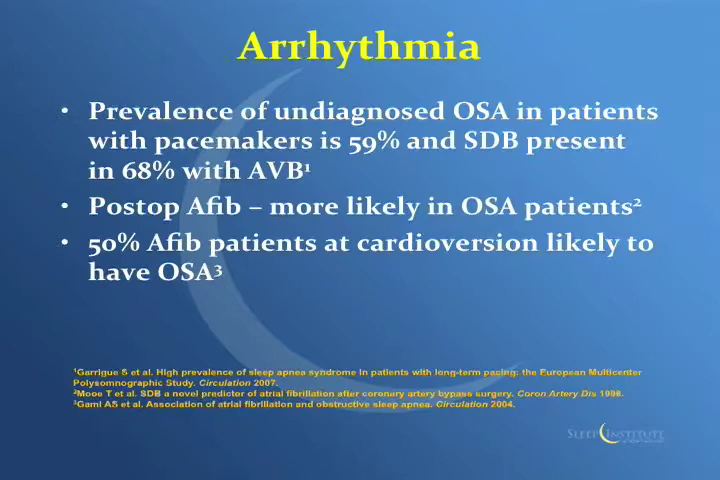 Arrhythmia
• Prevalence of undiagnosed OSA in patients
with pacemakers is 59% and SDB present
in 68% with AVB¹
• Postop Afib – more likely in OSA patients²
• 50% Afib patients at cardioversion likely to
have OSA³
¹Garrigue S et al. High prevalence of sleep apnea syndrome in patients with long-term pacing: the European Multicenter
Polysomnographic Study. Circulation 2007.
²Mooe T et al. SDB a novel predictor of atrial fibrillation after coronary artery bypass surgery. Coron Artery Dis 1996.
³Gami AS et al. Association of atrial fibrillation and obstructive sleep apnea. Circulation 2004.
SLEEP INSTITUTE